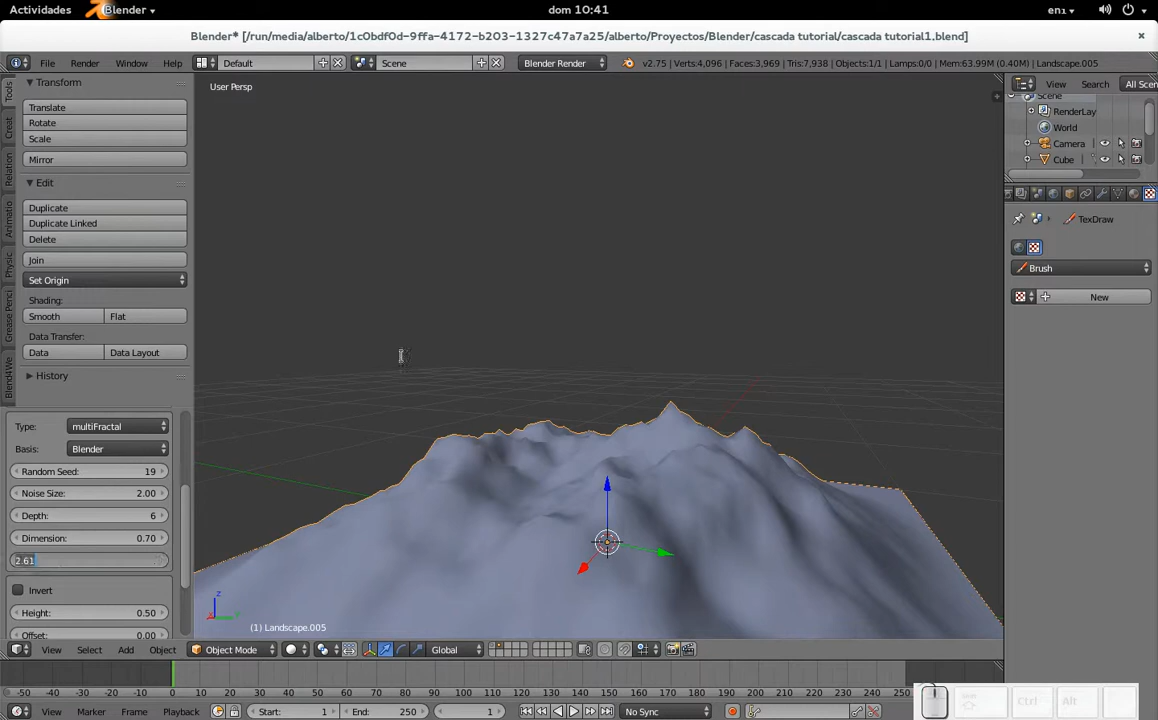 Actividades Blender dom 10:41 en1
Blender* [/run/media/alberto/1c0bdf0d-9ffa-4172-b203-1327c47a7a25/alberto/Proyectos/Blender/cascada tutorial/cascada tutorial1.blend]
File Render Window Help Default Scene Blender Render v2.75 | Verts:4,096 | Faces:3,969 | Tris:7,938 | Objects:1/1 | Lamps:0/0 | Mem:63.99M (0.40M) | Landscape.005
Transform
Translate
Rotate
Scale
Mirror
Edit
Duplicate
Duplicate Linked
Delete
Join
Set Origin
Shading:
Smooth Flat
Data Transfer:
Data Data Layout
History
Tools
Creat
Relation
Animatio
Physic
Grease Penci
Blend4We
Type: multiFractal
Basis: Blender
Random Seed: 19
Noise Size: 2.00
Depth: 6
Dimension: 0.70
2.61
Invert
Height: 0.50
Offset: 0.00
User Persp
z
(1) Landscape.005
View Select Add Object Object Mode Global
View Search All Scen
Scene
RenderLay
World
Camera
Cube
TexDraw
Brush
New
-50 -40 -30 -20 -10 0 10 20 30 40 50 60 70 80 90 100 110 120 130 140 150 160 170 180 190 200 210 220 230 240 250
View Marker Frame Playback Start: 1 End: 250 1 No Sync
Ctrl Alt